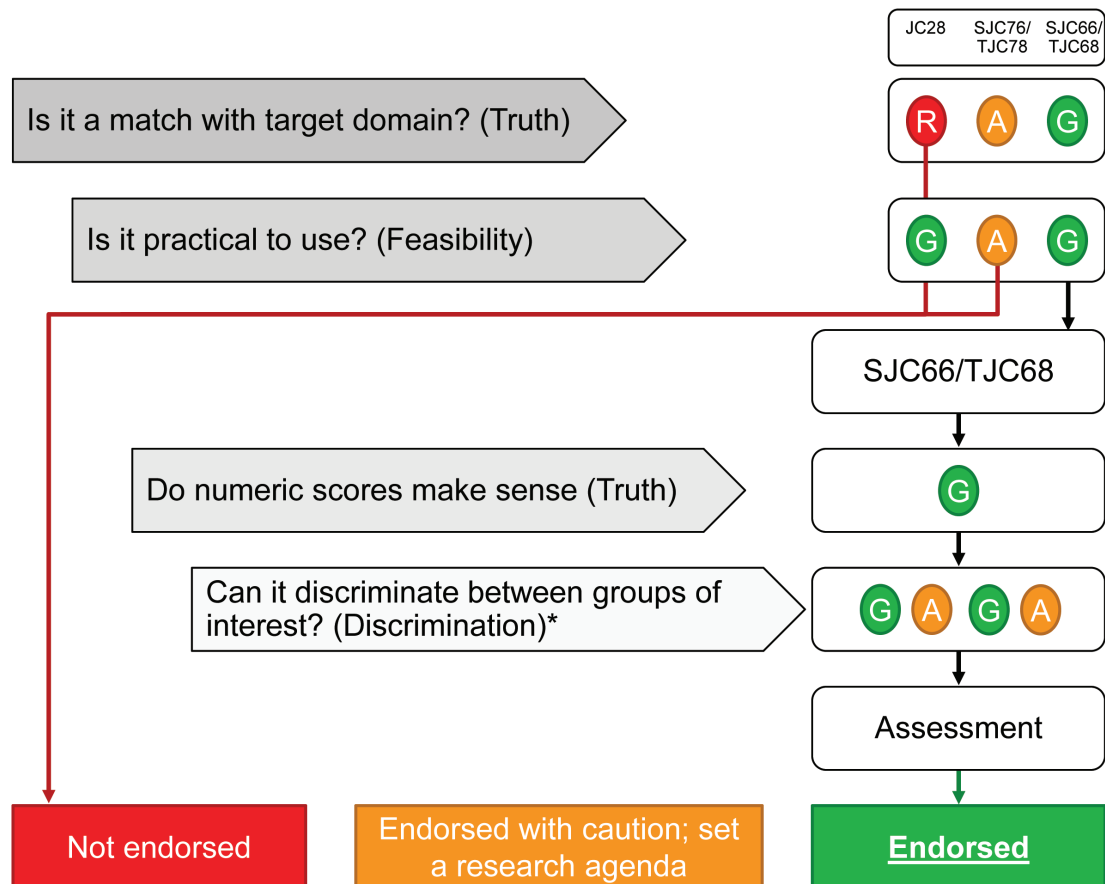 JC28 SJC76/ SJC66/
TJC78 TJC68
Is it a match with target domain? (Truth)
R A G
Is it practical to use? (Feasibility)
G A G
SJC66/TJC68
Do numeric scores make sense (Truth)
G
Can it discriminate between groups of
interest? (Discrimination)*
G A G A
Assessment
Not endorsed
Endorsed with caution; set
a research agenda
Endorsed